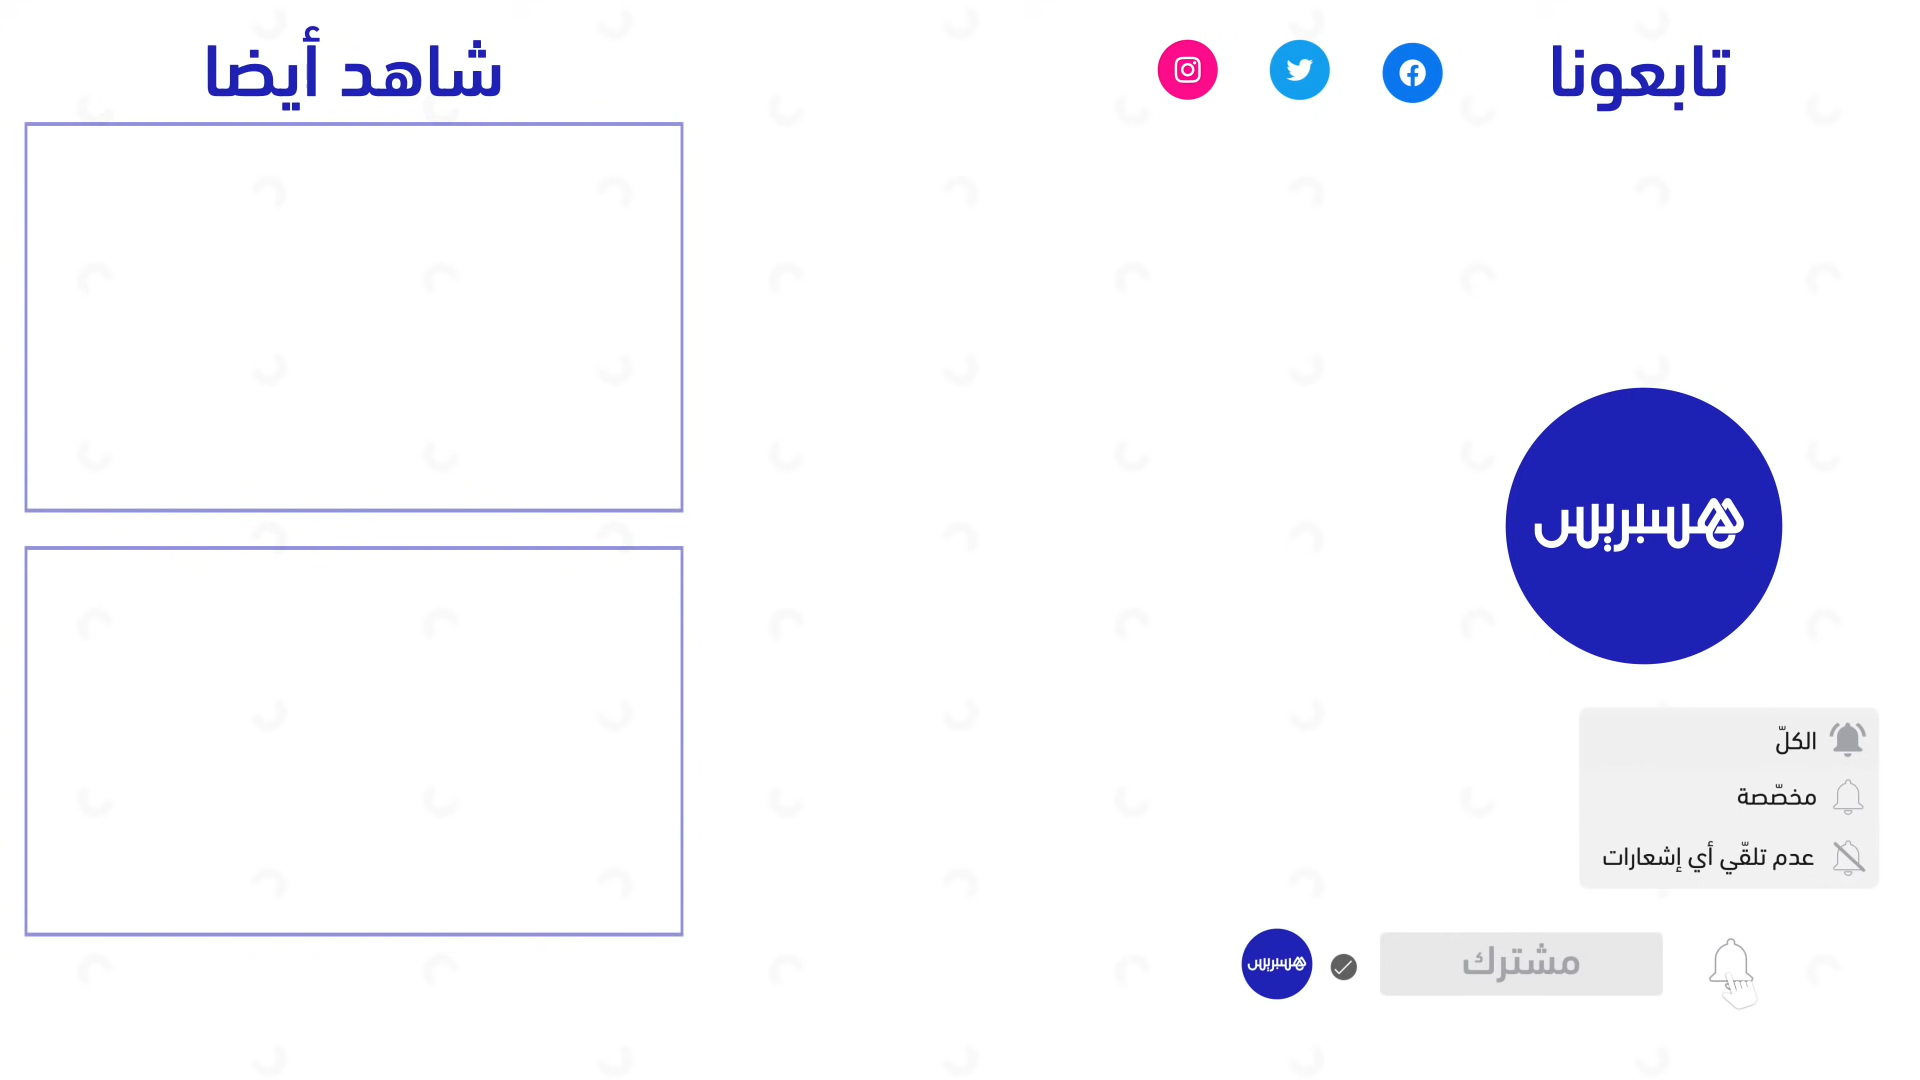 تابعونا
شاهد أيضا
هسبريس
الكلّ
مخصّصة
عدم تلقّي أي إشعارات
مشترك
هسبريس